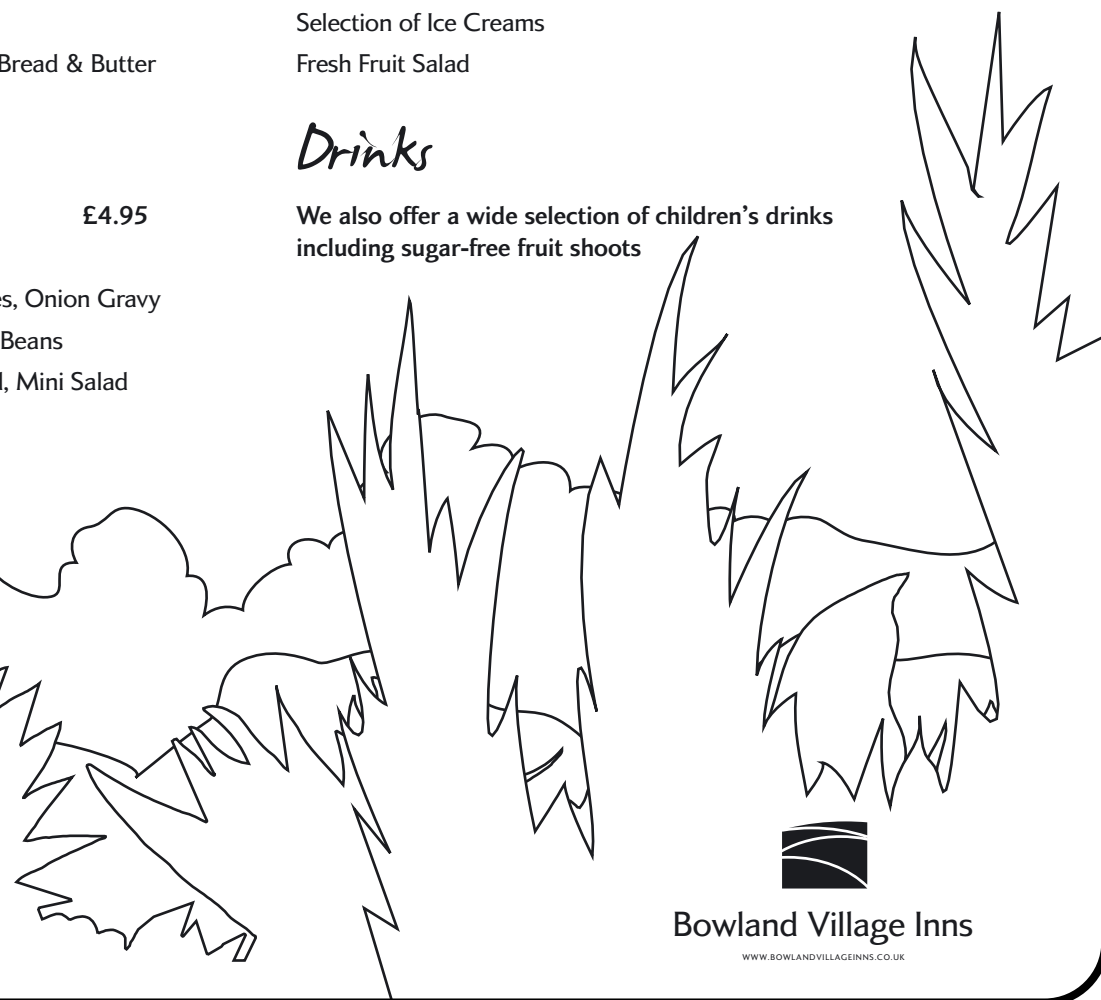 Bread & Butter
£4.95
Onion Gravy
Beans
Mini Salad
Selection of Ice Creams
Fresh Fruit Salad
Drinks
We also offer a wide selection of children’s drinks
including sugar-free fruit shoots
Bowland Village Inns
WWW.BOWLANDVILLAGEINNS.CO.UK